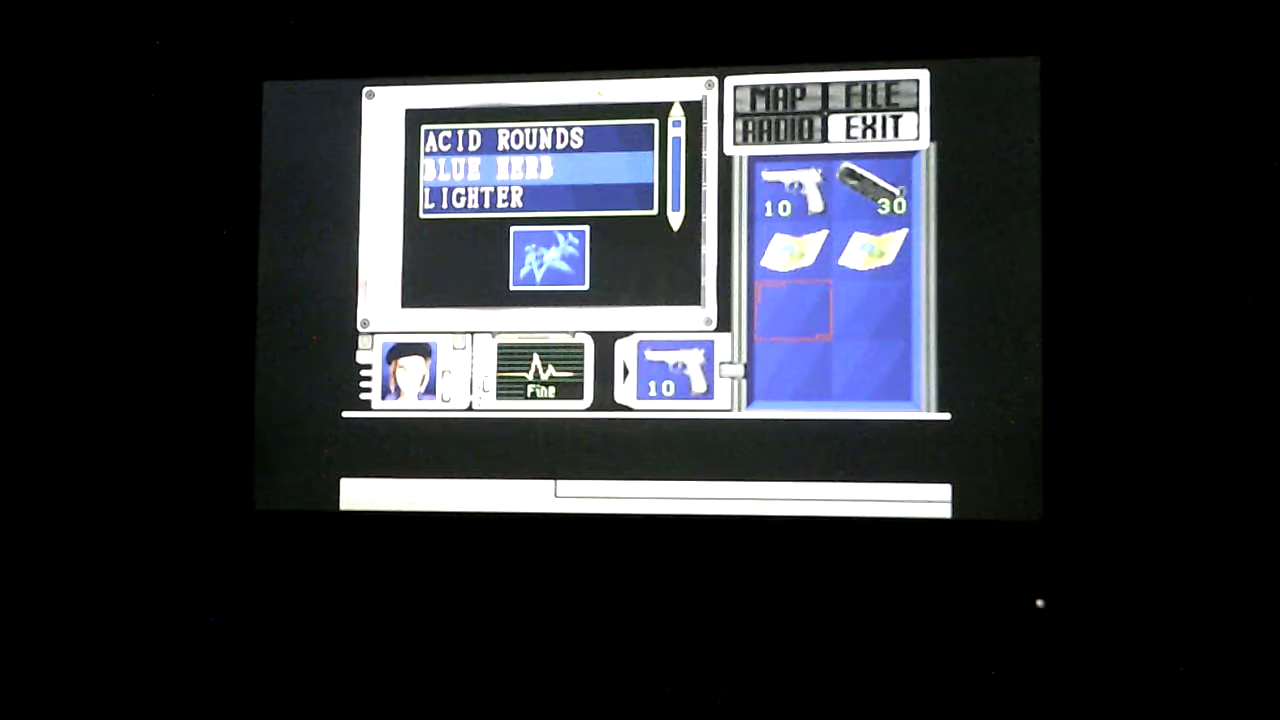 MAP FILE
RADIO EXIT
ACID ROUNDS
BLUE HERB
LIGHTER
10 30
Fine
10